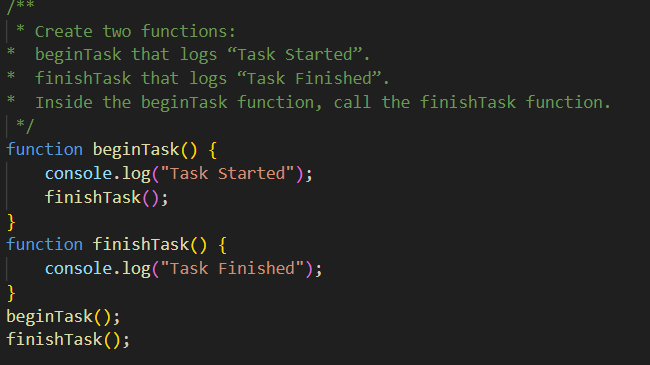 /**
 * Create two functions:
*  beginTask that logs “Task Started”.
*  finishTask that logs “Task Finished”.
*  Inside the beginTask function, call the finishTask function.
 */
function beginTask() {
    console.log("Task Started");
    finishTask();
}
function finishTask() {
    console.log("Task Finished");
}
beginTask();
finishTask();